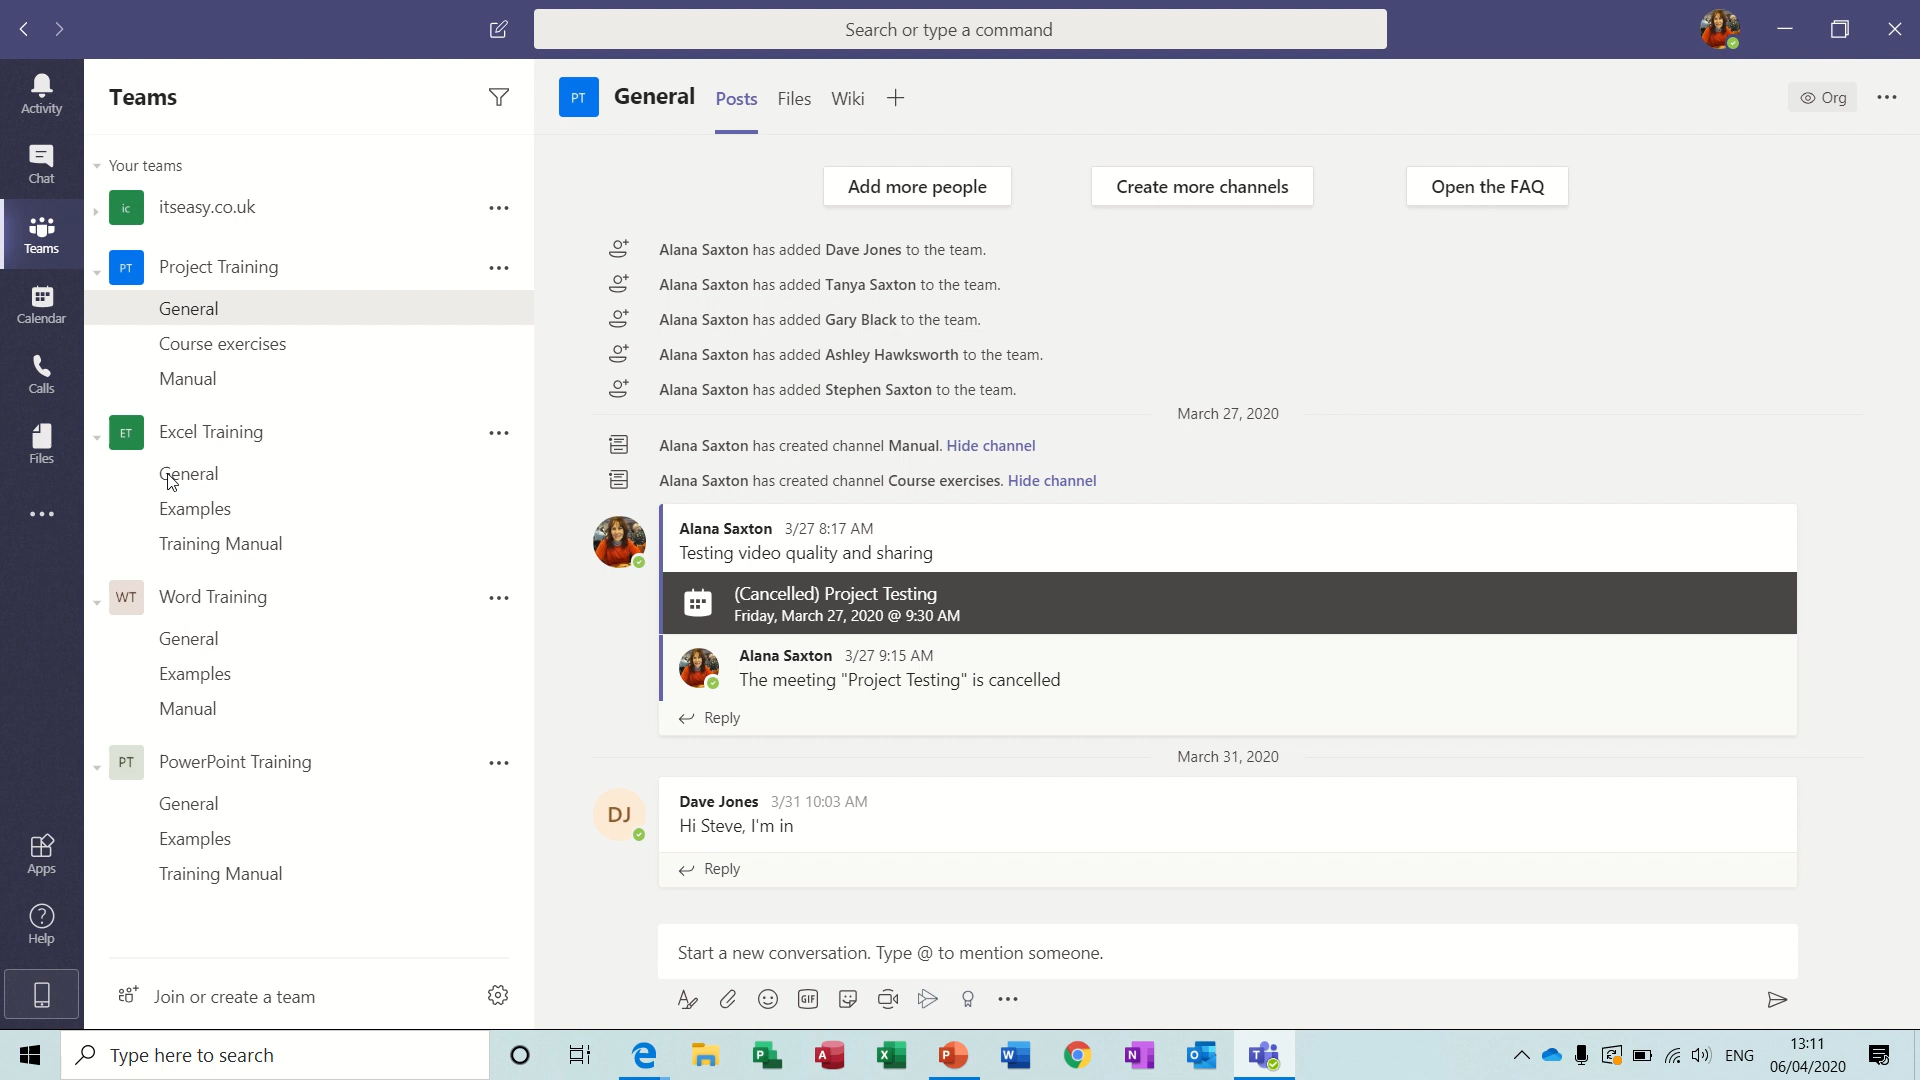 Search or type a command
Activity
Chat
Teams
Calendar
Calls
Files
Apps
Help
Teams
Your teams
ic itseasy.co.uk
PT Project Training
General
Course exercises
Manual
ET Excel Training
General
Examples
Training Manual
WT Word Training
General
Examples
Manual
PT PowerPoint Training
General
Examples
Training Manual
Join or create a team
PT General Posts Files Wiki
Org
Add more people Create more channels Open the FAQ
Alana Saxton has added Dave Jones to the team.
Alana Saxton has added Tanya Saxton to the team.
Alana Saxton has added Gary Black to the team.
Alana Saxton has added Ashley Hawksworth to the team.
Alana Saxton has added Stephen Saxton to the team.
March 27, 2020
Alana Saxton has created channel Manual. Hide channel
Alana Saxton has created channel Course exercises. Hide channel
Alana Saxton 3/27 8:17 AM
Testing video quality and sharing
(Cancelled) Project Testing
Friday, March 27, 2020 @ 9:30 AM
Alana Saxton 3/27 9:15 AM
The meeting "Project Testing" is cancelled
Reply
March 31, 2020
DJ
Dave Jones 3/31 10:03 AM
Hi Steve, I'm in
Reply
Start a new conversation. Type @ to mention someone.
GIF
Type here to search
ENG
13:11
06/04/2020